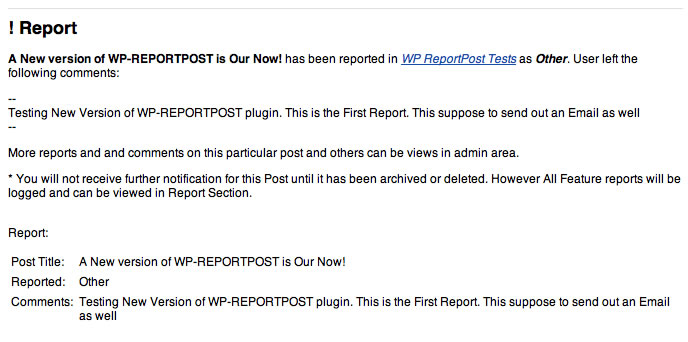 ! Report
A New version of WP-REPORTPOST is Our Now! has been reported in WP ReportPost Tests as Other. User left the
following comments:
--
Testing New Version of WP-REPORTPOST plugin. This is the First Report. This suppose to send out an Email as well
--
More reports and and comments on this particular post and others can be views in admin area.
* You will not receive further notification for this Post until it has been archived or deleted. However All Feature reports will be
logged and can be viewed in Report Section.
Report:
Post Title: A New version of WP-REPORTPOST is Our Now!
Reported: Other
Comments: Testing New Version of WP-REPORTPOST plugin. This is the First Report. This suppose to send out an Email
as well